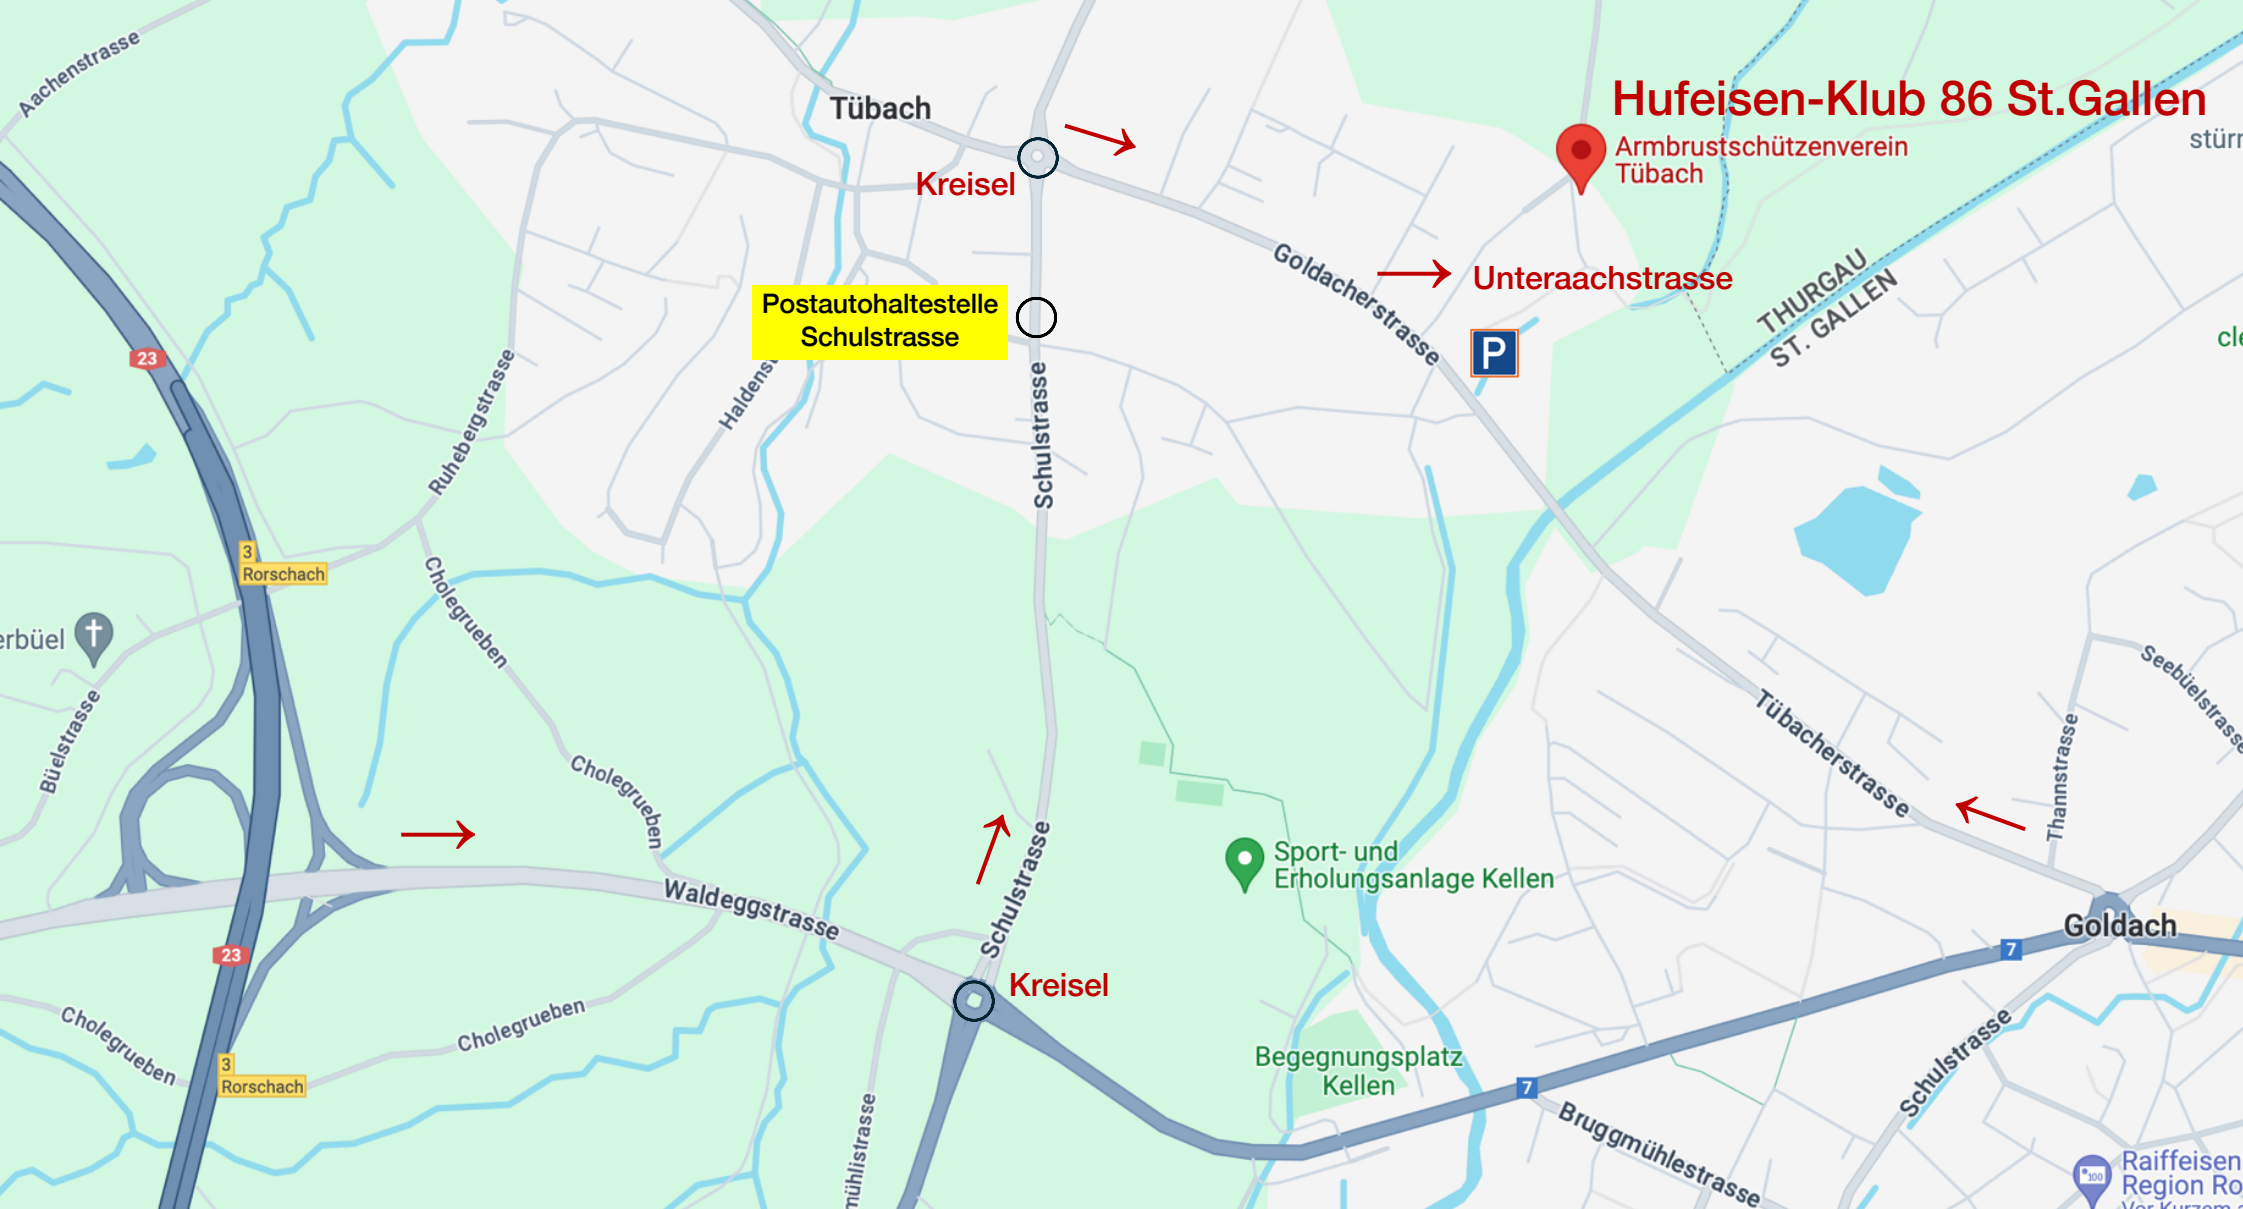 Aachenstrasse
Tübach
Hufeisen-Klub 86 St.Gallen
Armbrustschützenverein
Tübach
Kreisel
Goldacherstrasse
Unteraachstrasse
THURGAU
ST. GALLEN
Postautohaltestelle
Schulstrasse
P
23
Ruhebergstrasse
Schulstrasse
3
Rorschach
Cholegrueben
Büelstrasse
Cholegrueben
Seebüelstrasse
Tübacherstrasse
Thannstrasse
Waldeggstrasse
Schulstrasse
Sport- und
Erholungsanlage Kellen
Goldach
7
23
Kreisel
Cholegrueben
Cholegrueben
3
Rorschach
Begegnungsplatz
Kellen
7
Schulstrasse
Bruggmühlestrasse
100
Raiffeisen
Region